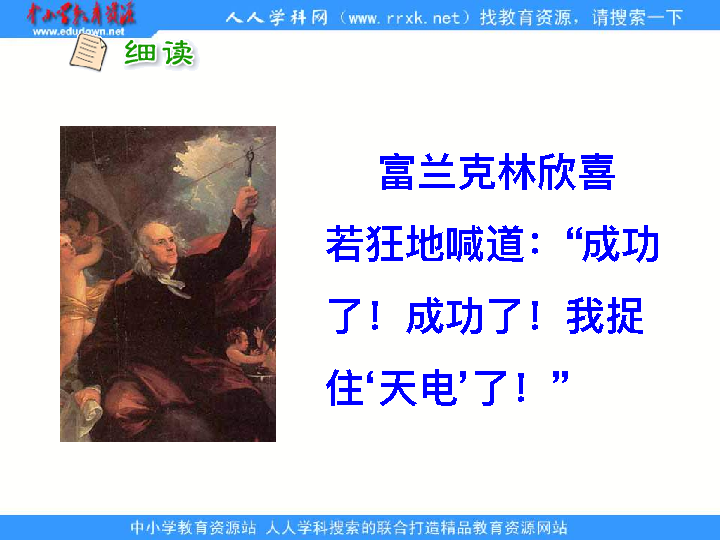 中小学教育资源
www.edudown.net
人人学科网（www.rrxk.net）找教育资源，请搜索一下
细读
富兰克林欣喜
若狂地喊道：“成功
了！成功了！我捉
住‘天电’了！”
中小学教育资源站 人人学科搜索的联合打造精品教育资源网站